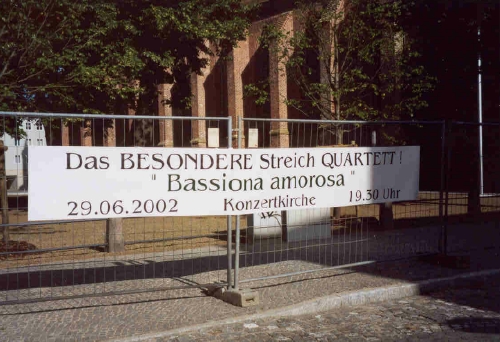 Das BESONDERE Streich QUARTETT !
" Bassiona amorosa "
29.06.2002 Konzertkirche 19.30 Uhr